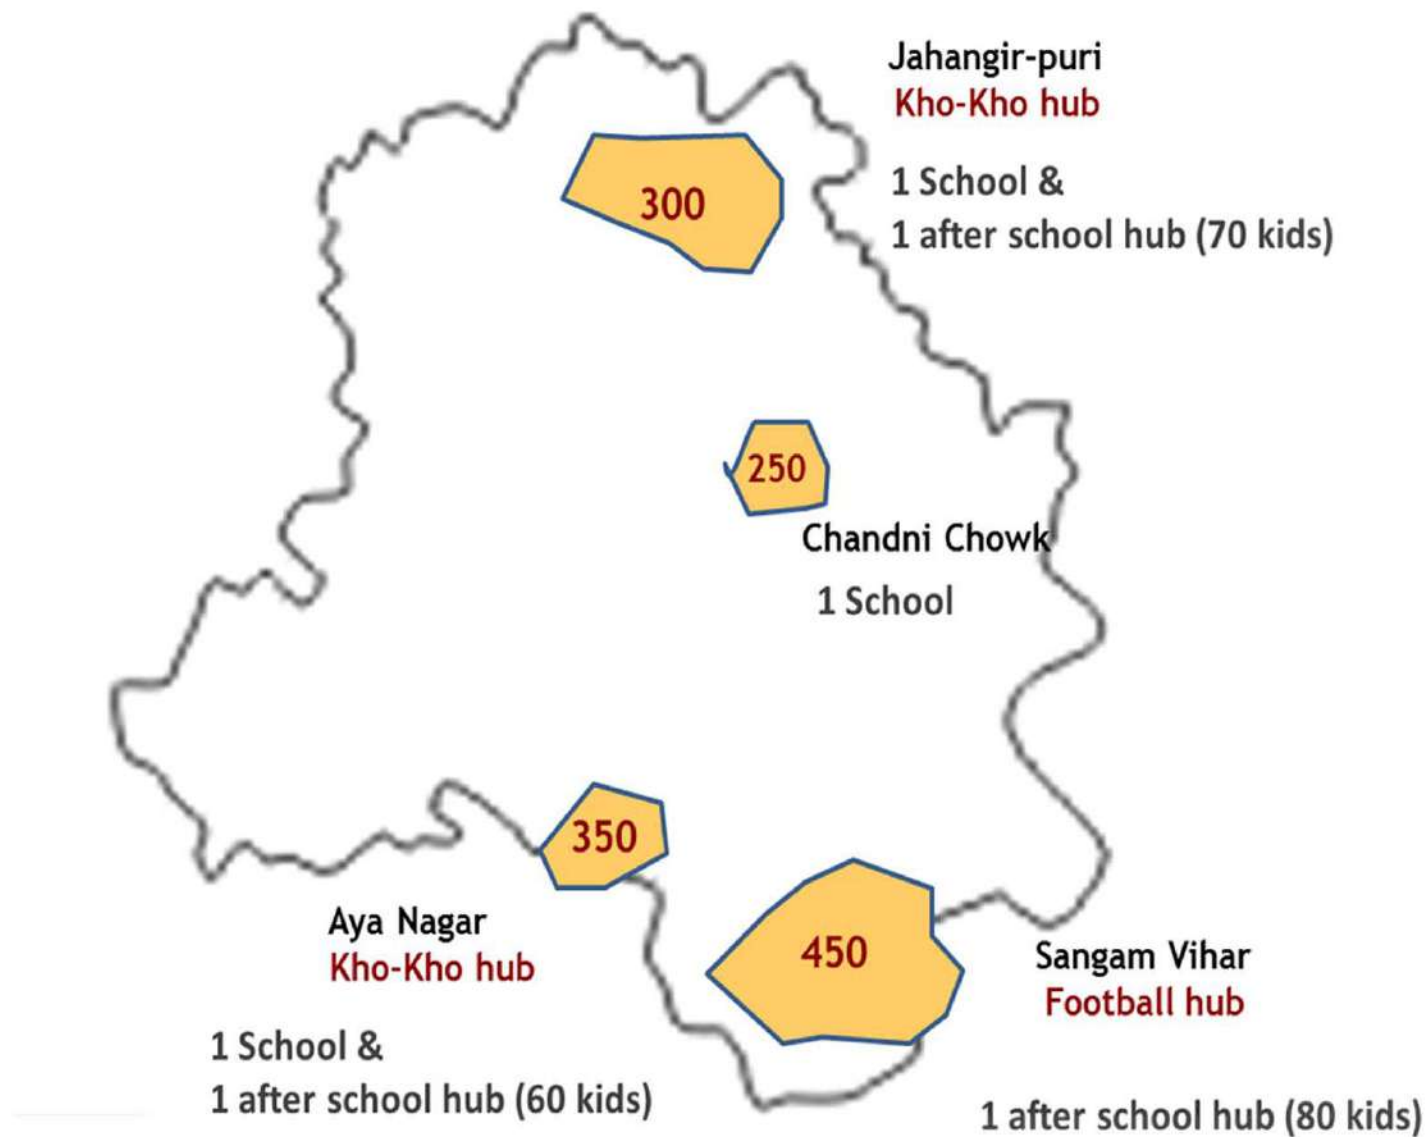 Jahangir-puri
Kho-Kho hub
1 School &
1 after school hub (70 kids)
300
250
Chandni Chowk
1 School
350
Aya Nagar
Kho-Kho hub
1 School &
1 after school hub (60 kids)
450
Sangam Vihar
Football hub
1 after school hub (80 kids)